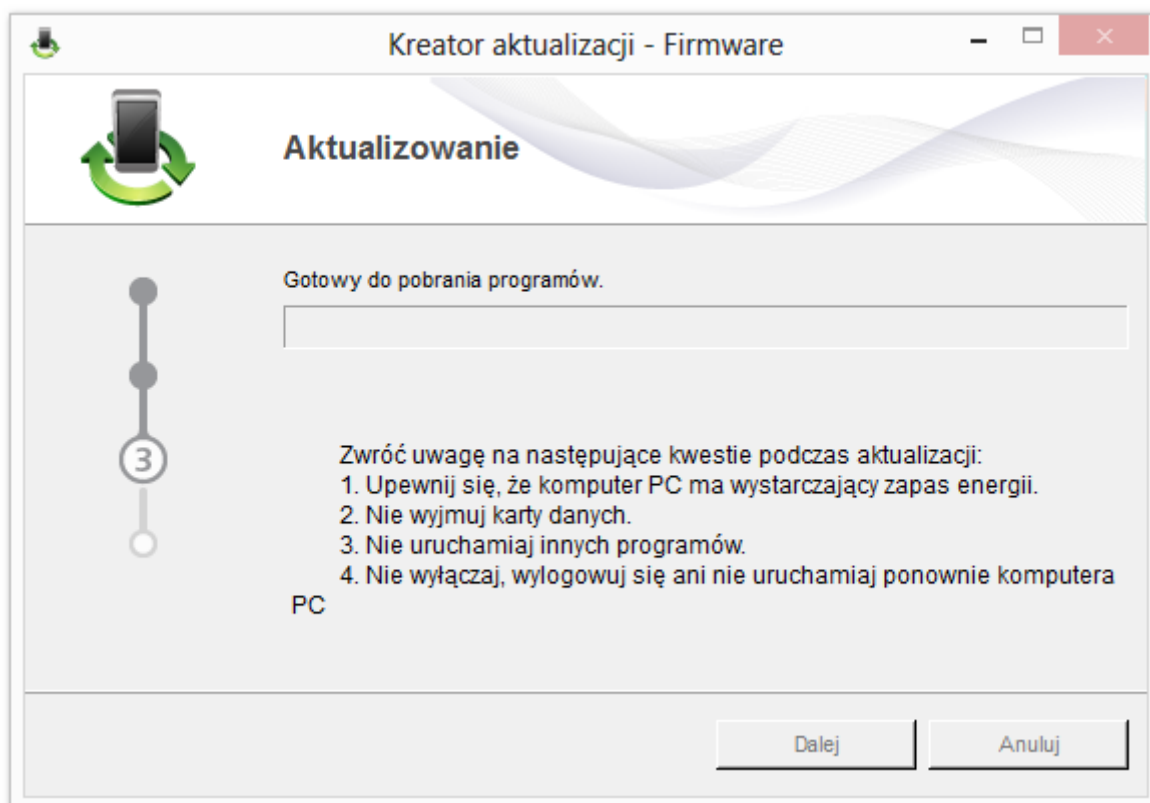 Kreator aktualizacji - Firmware
Aktualizowanie
Gotowy do pobrania programów.
3
Zwróć uwagę na następujące kwestie podczas aktualizacji:
1. Upewnij się, że komputer PC ma wystarczający zapas energii.
2. Nie wyjmuj karty danych.
3. Nie uruchamiaj innych programów.
4. Nie wyłączaj, wylogowuj się ani nie uruchamiaj ponownie komputera
PC
Dalej
Anuluj